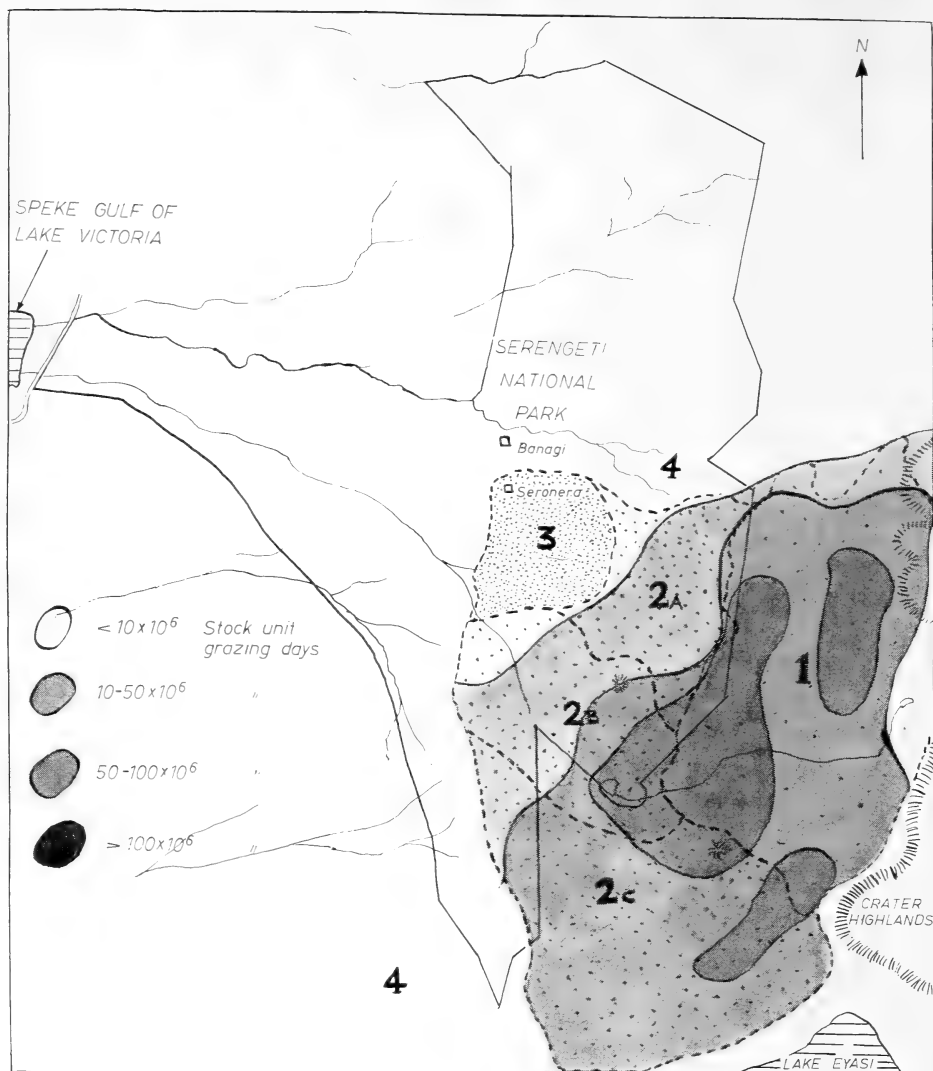 N
SPEKE GULF OF
LAKE VICTORIA
SERENGETI
NATIONAL
PARK
Banagi
4
Seronera
3
2A
1
< 10 x 10⁶ Stock unit
grazing days
10-50 x 10⁶ "
2B
50-100 x 10⁶ "
> 100 x 10⁶ "
2C
CRATER
HIGHLANDS
4
LAKE EYASI